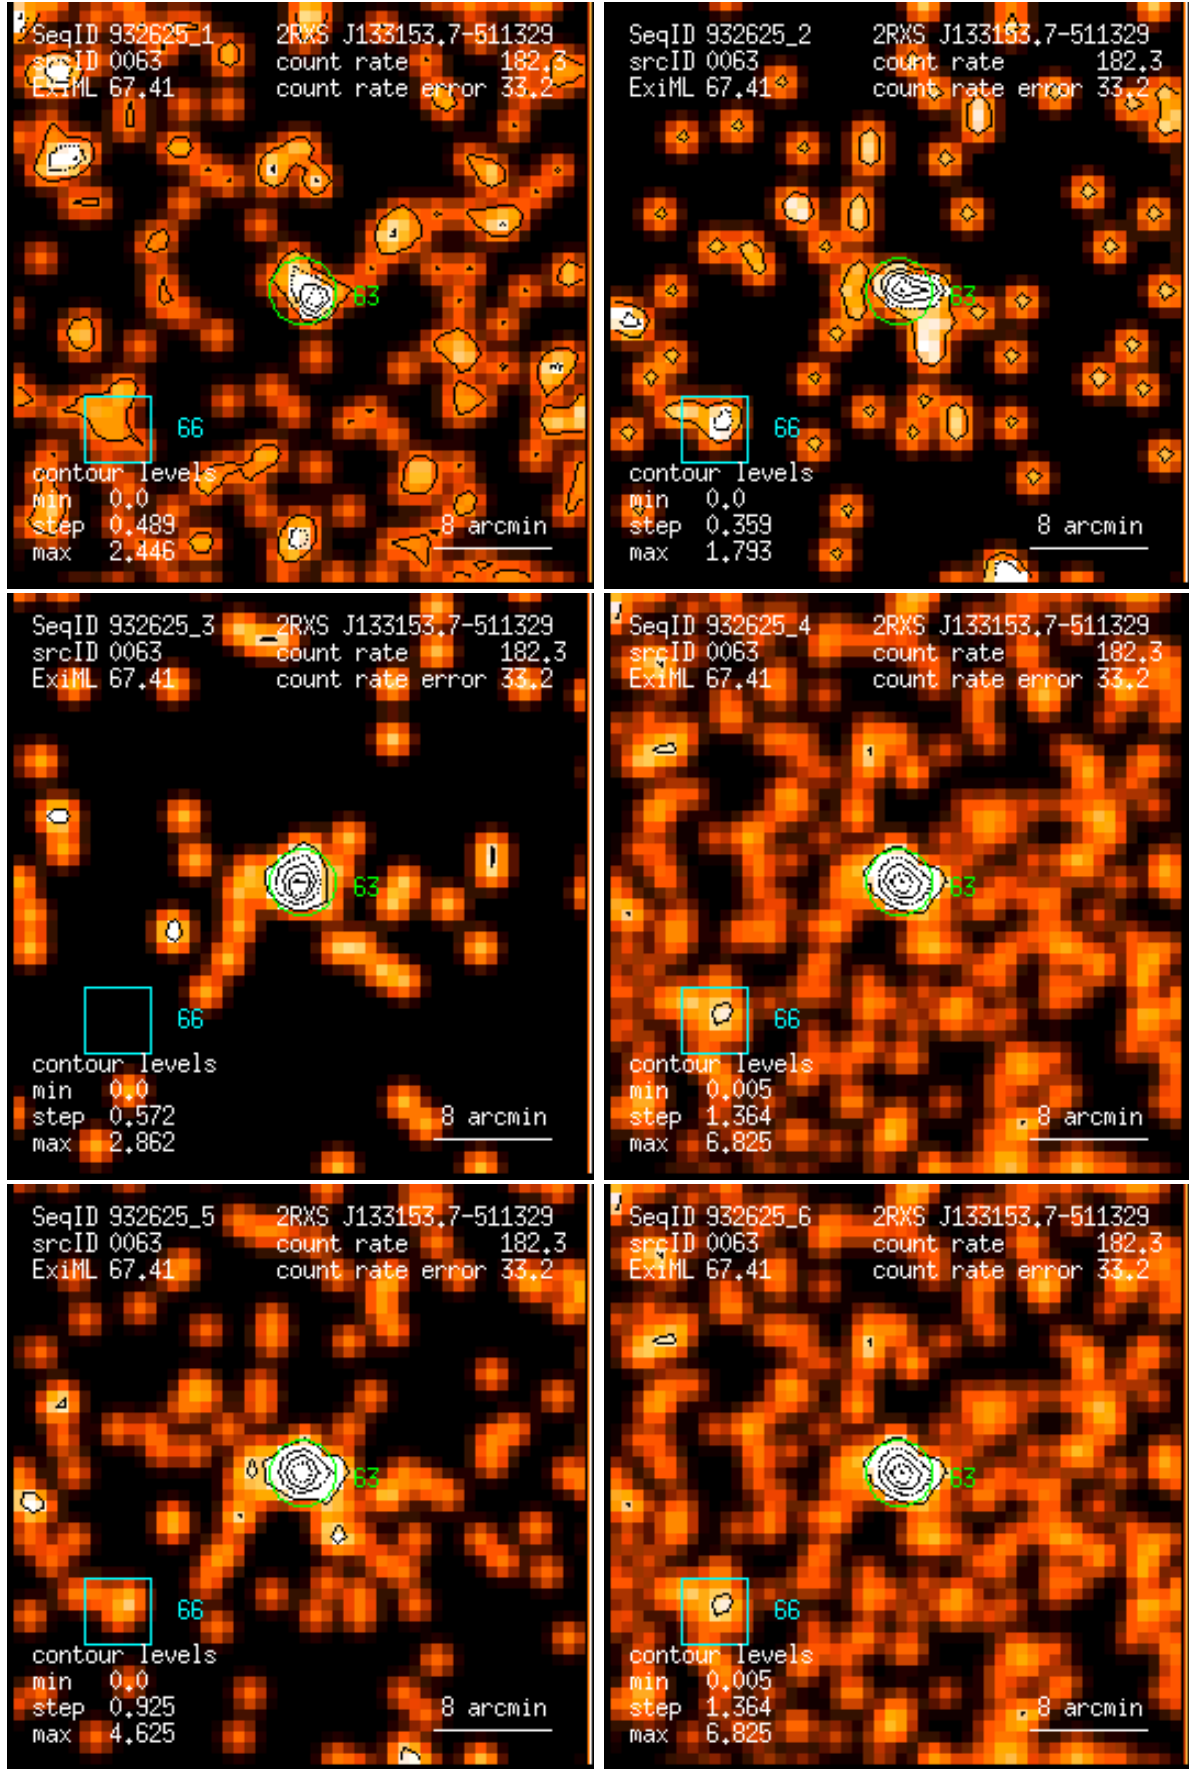 SeqID 932625_1 2RXS J133153.7-511329
srcID 0063 count rate 182.3
ExiML 67.41 count rate error 33.2
63
66
contour levels
min 0.0
step 0.489 8 arcmin
max 2.446
SeqID 932625_2 2RXS J133153.7-511329
srcID 0063 count rate 182.3
ExiML 67.41 count rate error 33.2
63
66
contour levels
min 0.0
step 0.359 8 arcmin
max 1.793
SeqID 932625_3 2RXS J133153.7-511329
srcID 0063 count rate 182.3
ExiML 67.41 count rate error 33.2
63
66
contour levels
min 0.0
step 0.572 8 arcmin
max 2.862
SeqID 932625_4 2RXS J133153.7-511329
srcID 0063 count rate 182.3
ExiML 67.41 count rate error 33.2
63
66
contour levels
min 0.005
step 1.364 8 arcmin
max 6.825
SeqID 932625_5 2RXS J133153.7-511329
srcID 0063 count rate 182.3
ExiML 67.41 count rate error 33.2
63
66
contour levels
min 0.0
step 0.925 8 arcmin
max 4.625
SeqID 932625_6 2RXS J133153.7-511329
srcID 0063 count rate 182.3
ExiML 67.41 count rate error 33.2
63
66
contour levels
min 0.005
step 1.364 8 arcmin
max 6.825